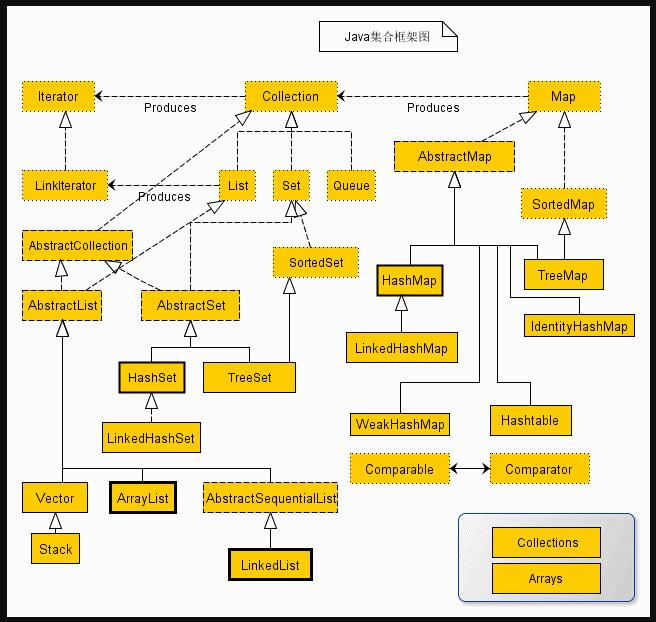 Java集合框架图
Iterator
Collection
Map
Produces
Produces
AbstractMap
LinkIterator
List
Set
Queue
Produces
SortedMap
AbstractCollection
SortedSet
HashMap
TreeMap
AbstractList
AbstractSet
IdentityHashMap
LinkedHashMap
HashSet
TreeSet
WeakHashMap
Hashtable
LinkedHashSet
Comparable
Comparator
Vector
ArrayList
AbstractSequentialList
Stack
LinkedList
Collections
Arrays